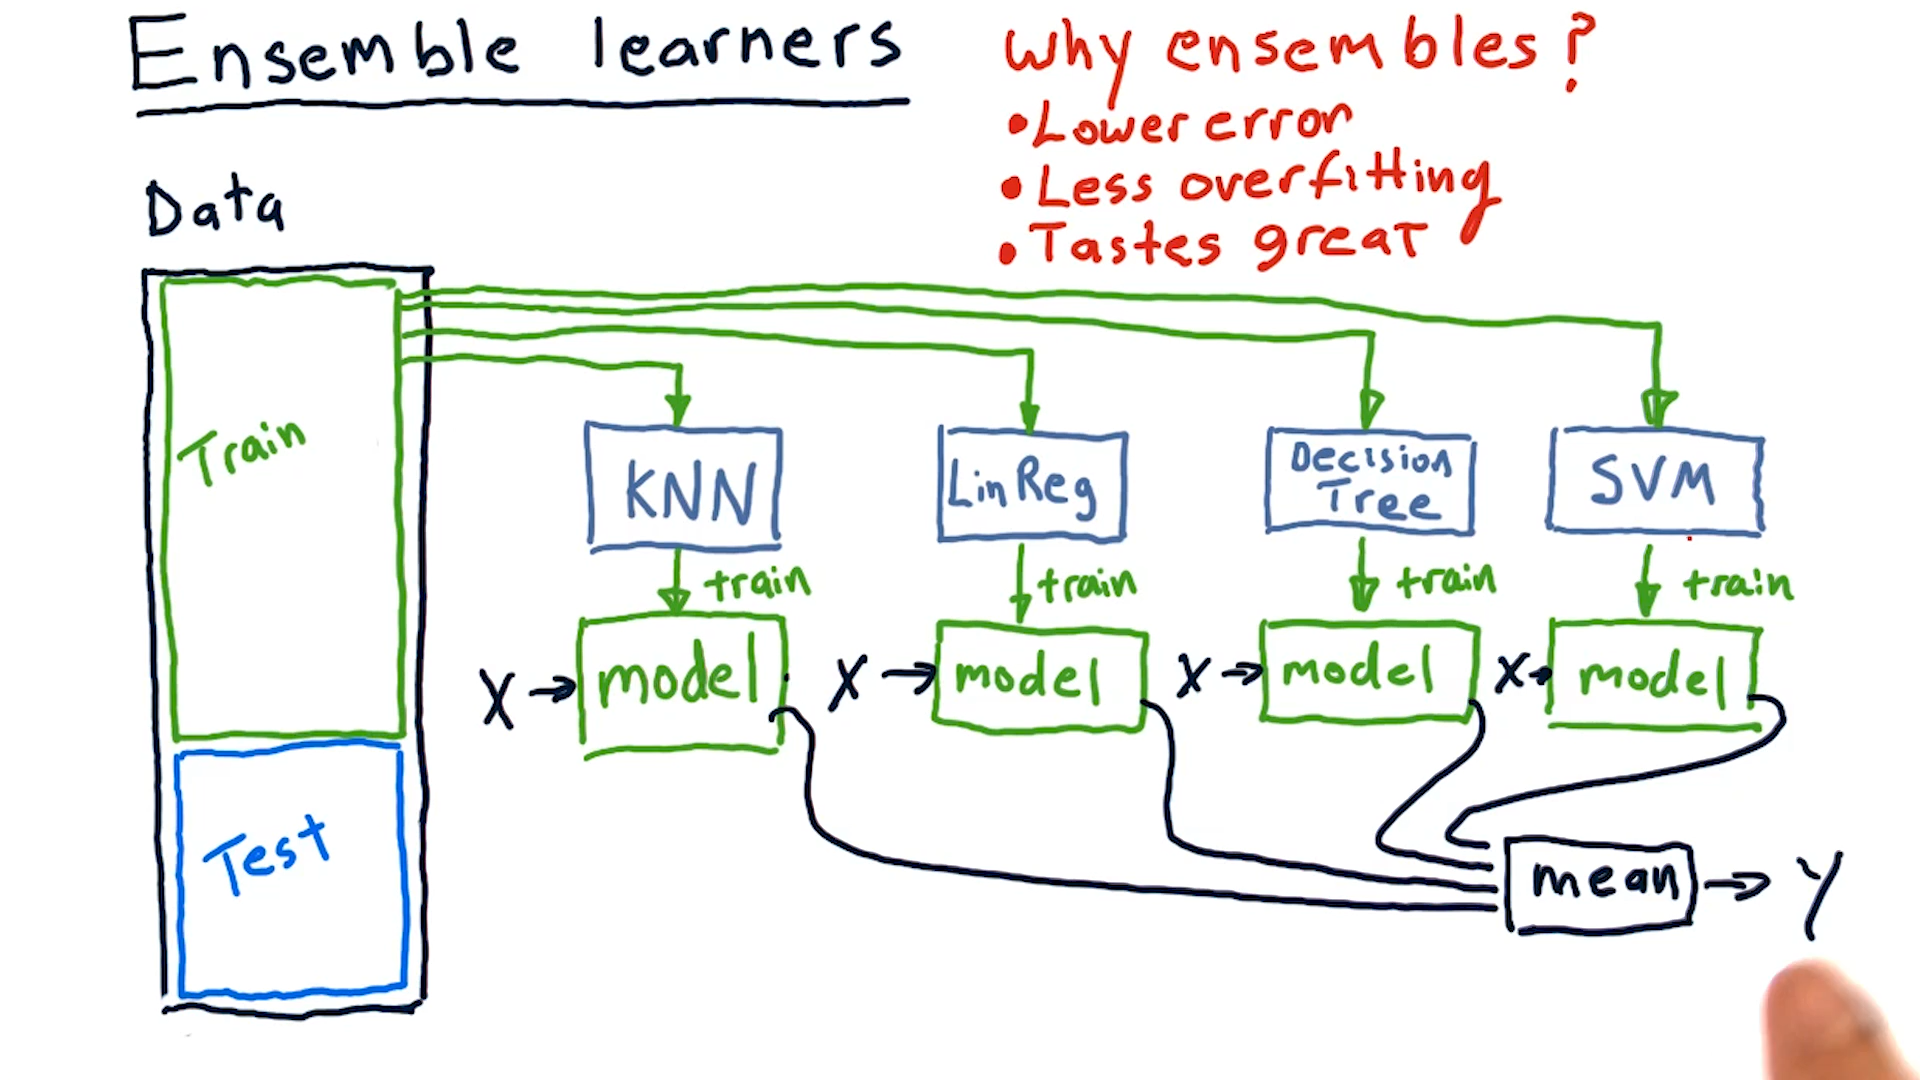 Ensemble learners
Why ensembles?
• Lower error
• Less overfitting
• Tastes great
Data
Train
Test
KNN
LinReg
Decision
Tree
SVM
train
train
train
train
X → model
X → model
X → model
X → model
mean → Y